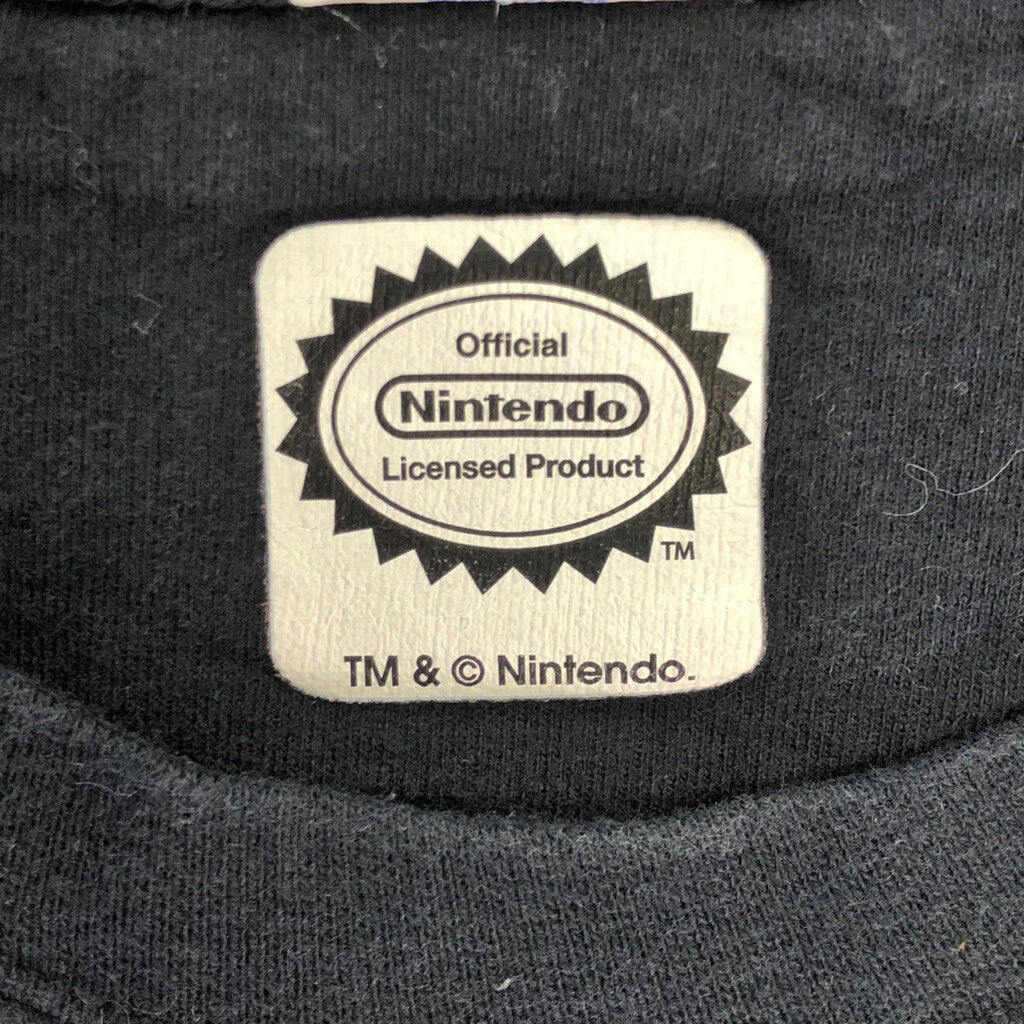 Official
Nintendo
Licensed Product
TM
TM & © Nintendo.